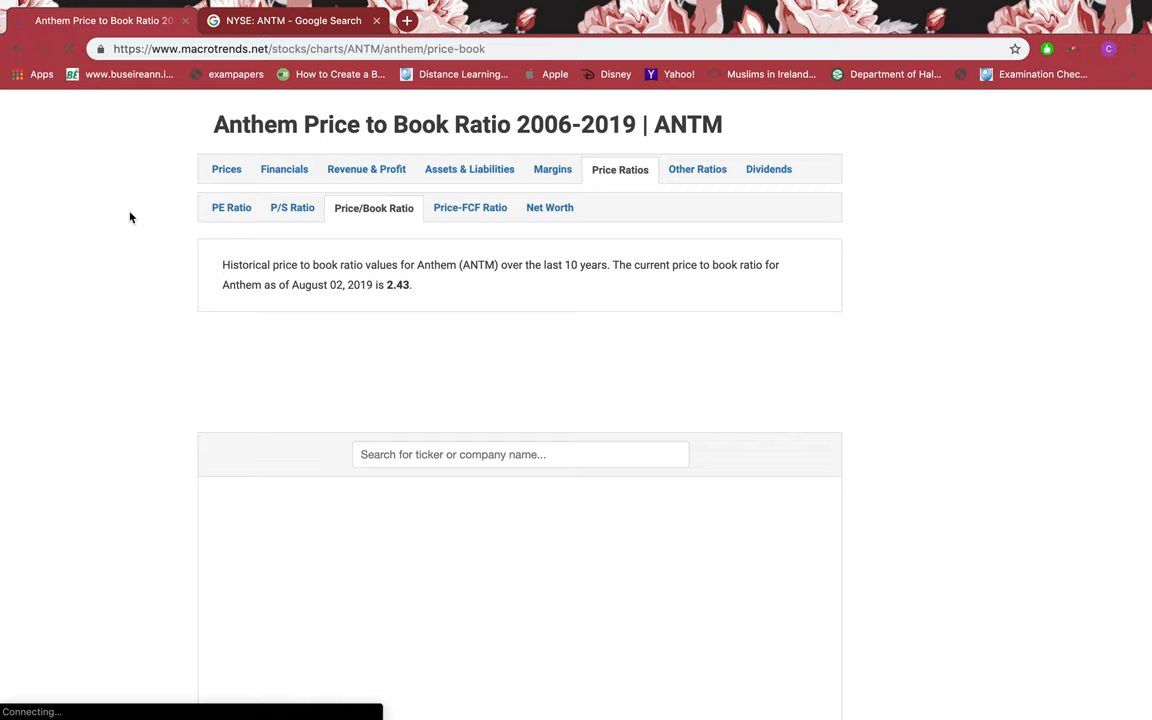 Anthem Price to Book Ratio 20
NYSE: ANTM - Google Search
https://www.macrotrends.net/stocks/charts/ANTM/anthem/price-book
C
Apps
BÉ www.buseireann.i...
exampapers
How to Create a B...
Distance Learning,...
Apple
Disney
Y Yahoo!
Muslims in Ireland...
Department of Hal...
Examination Chec...
Anthem Price to Book Ratio 2006-2019 | ANTM
Prices Financials Revenue & Profit Assets & Liabilities Margins Price Ratios Other Ratios Dividends
PE Ratio P/S Ratio Price/Book Ratio Price-FCF Ratio Net Worth
Historical price to book ratio values for Anthem (ANTM) over the last 10 years. The current price to book ratio for
Anthem as of August 02, 2019 is 2.43.
Search for ticker or company name...
Connecting...